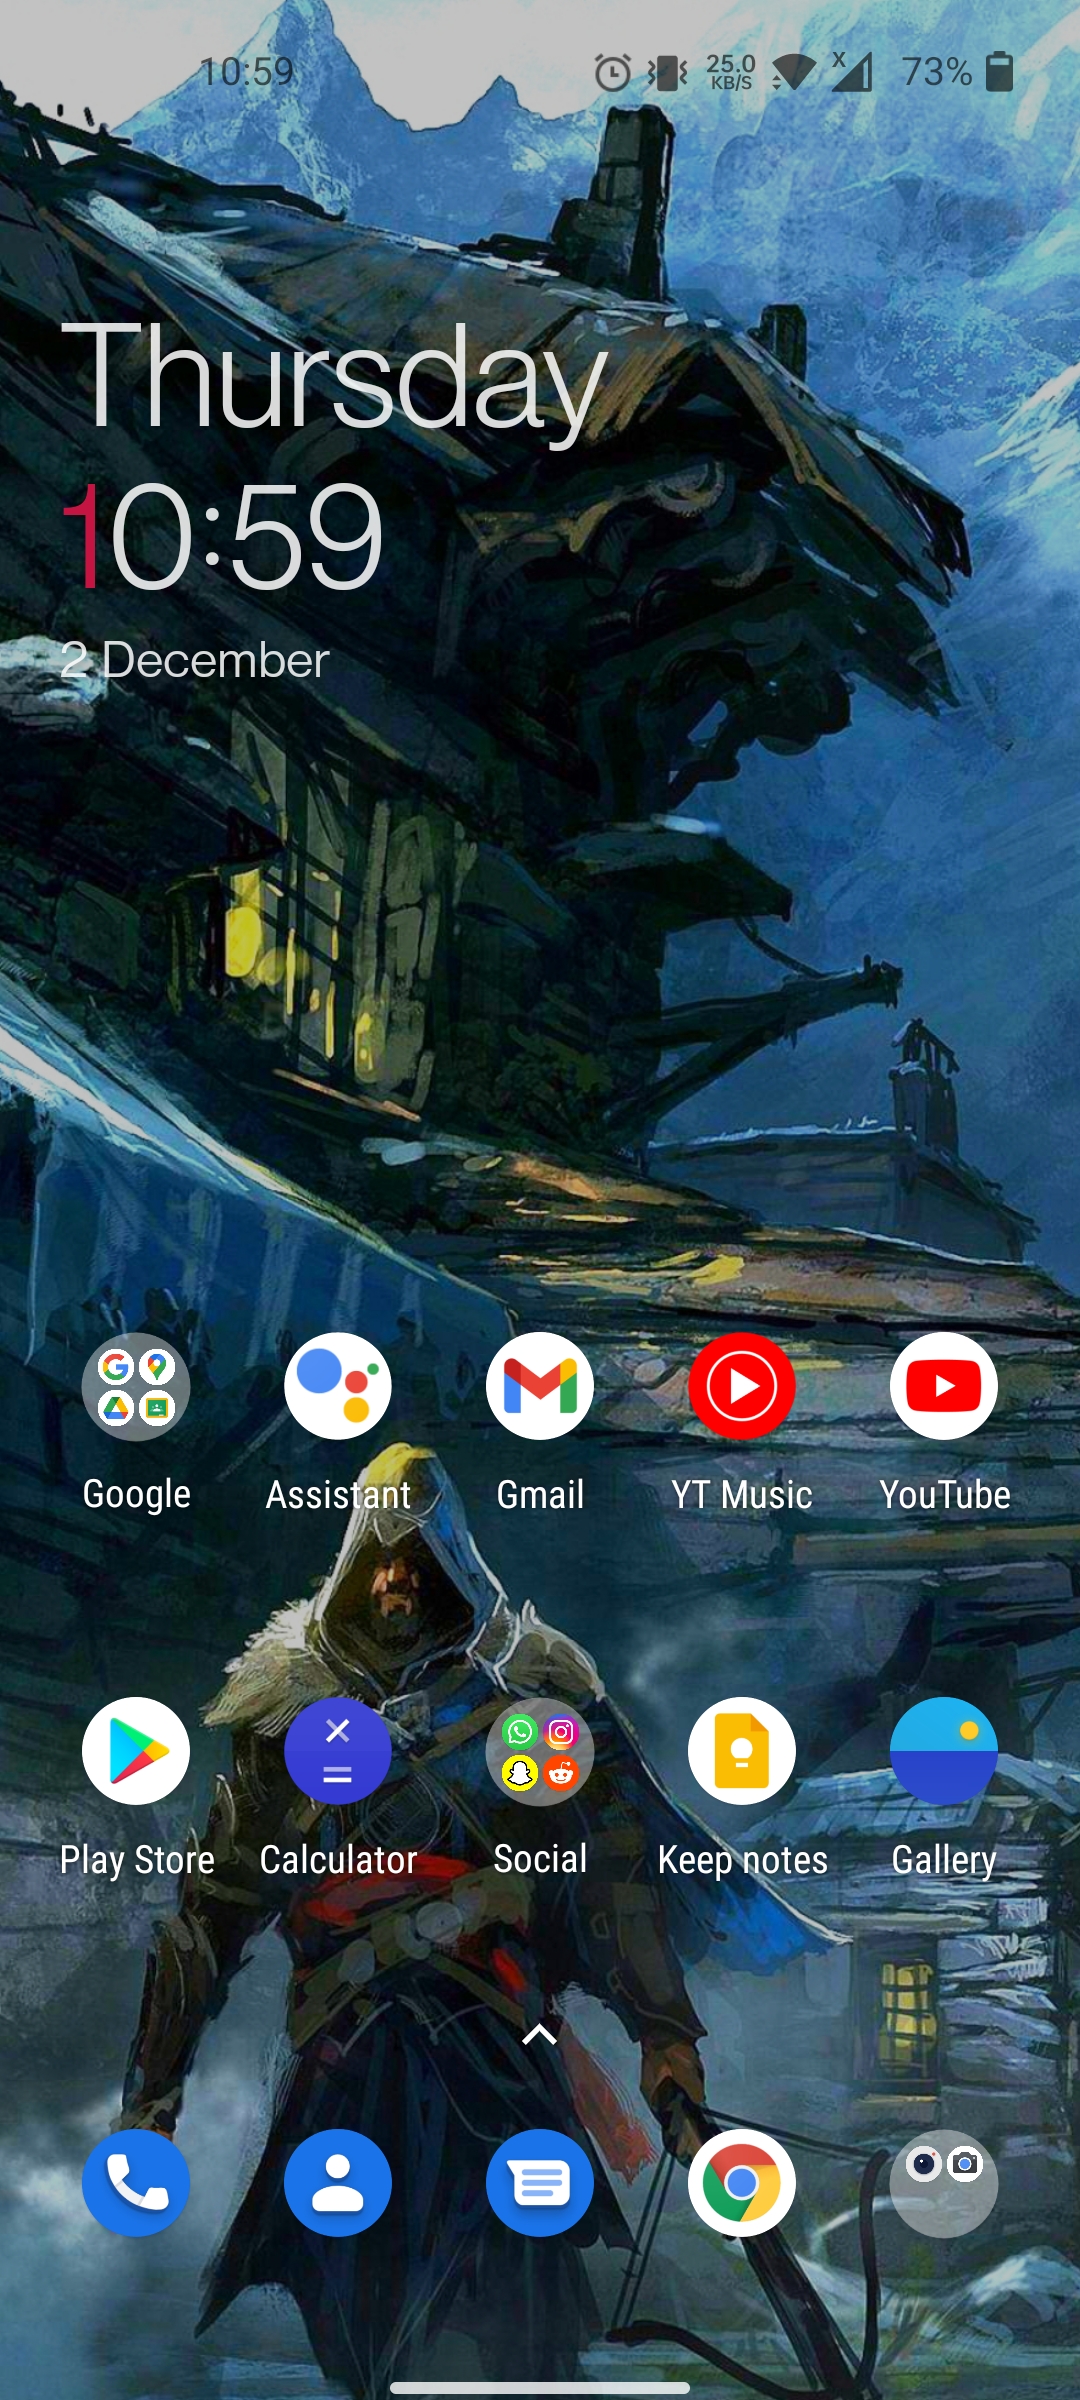 10:59 25.0 KB/S X 73%
Thursday
10:59
2 December
Google Assistant Gmail YT Music YouTube
Play Store Calculator Social Keep notes Gallery